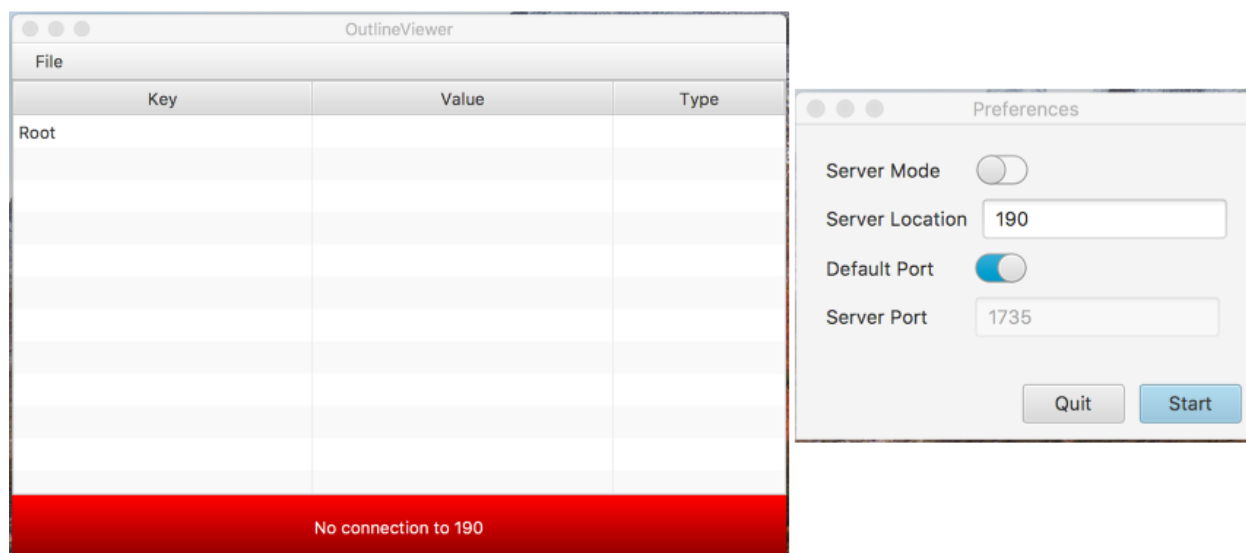 OutlineViewer
File
Key Value Type
Root
No connection to 190
Preferences
Server Mode
Server Location 190
Default Port
Server Port 1735
Quit Start